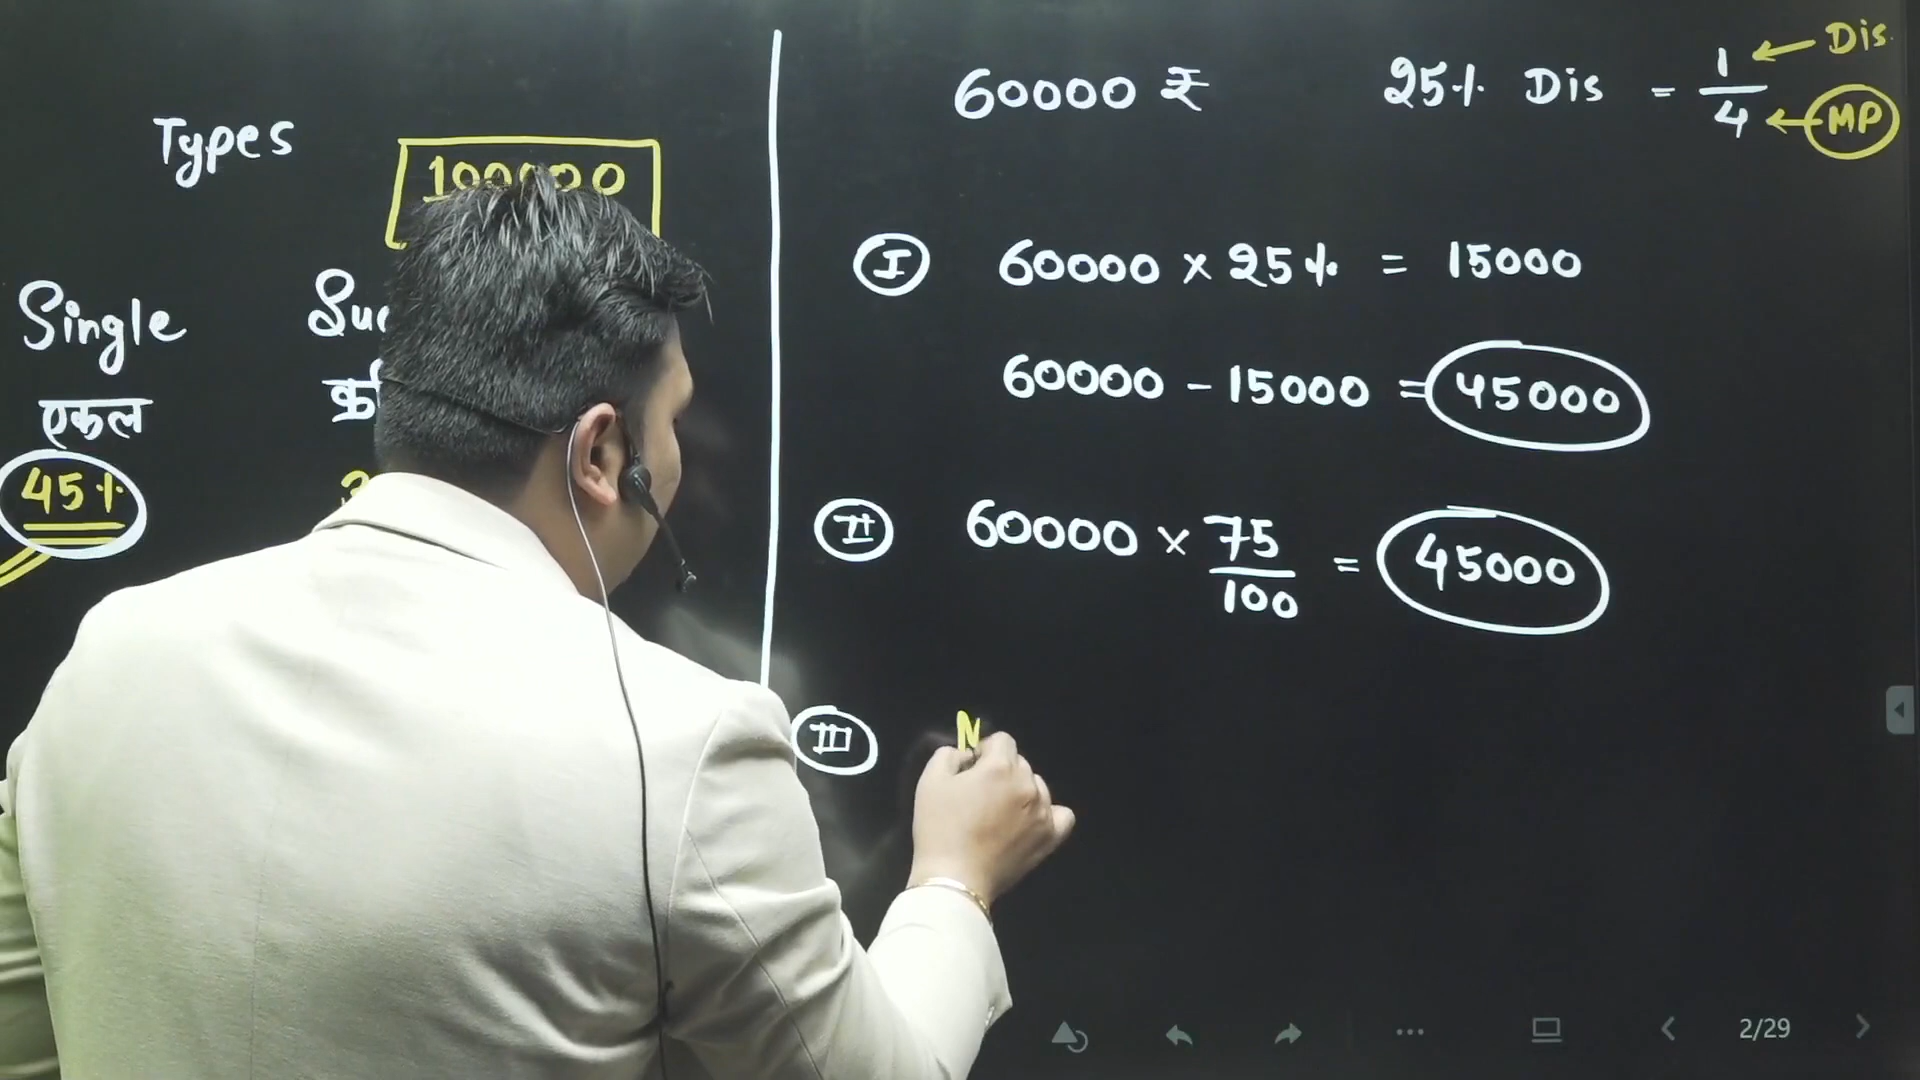 Types
100000
Single
एकल
45%
60000 ₹
25% Dis = 1/4
Dis.
MP
I 60000 × 25% = 15000
60000 - 15000 = 45000
II 60000 × 75/100 = 45000
III
2/29